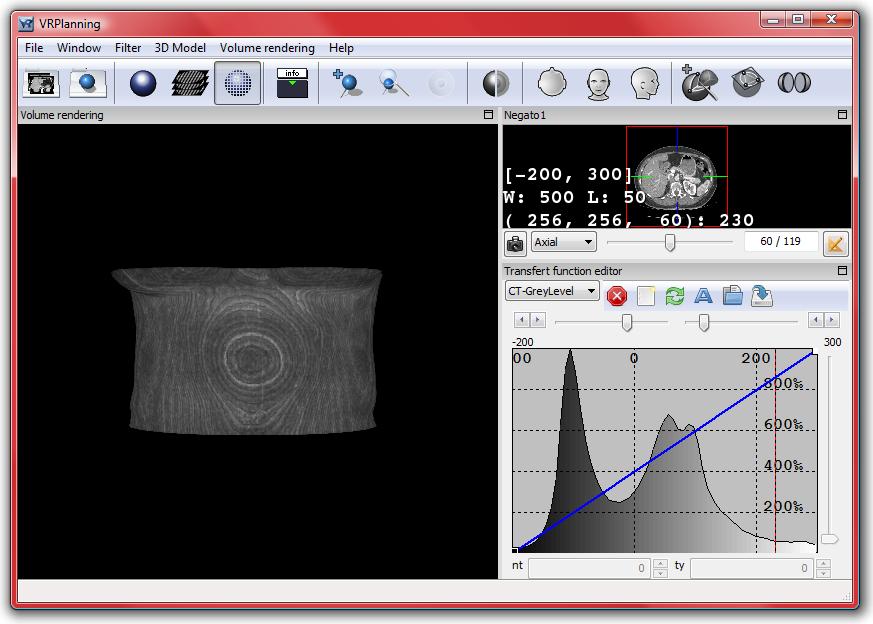 VRPlanning
File Window Filter 3D Model Volume rendering Help
info
Volume rendering
Negato1
[-200, 300]
W: 500 L: 50
( 256, 256, 60): 230
Axial
60 / 119
Transfert function editor
CT-GreyLevel
-200
300
00 0 200
800‰
600‰
400‰
200‰
nt 0 ty 0